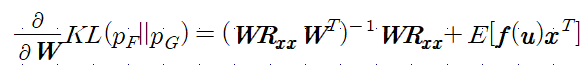 ∂/∂W KL(p_F||p_G) = (WR_xx W^T)^-1 WR_xx + E[f(u)x^T]